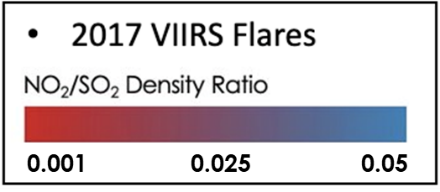 • 2017 VIIRS Flares
NO₂/SO₂ Density Ratio
0.001 0.025 0.05